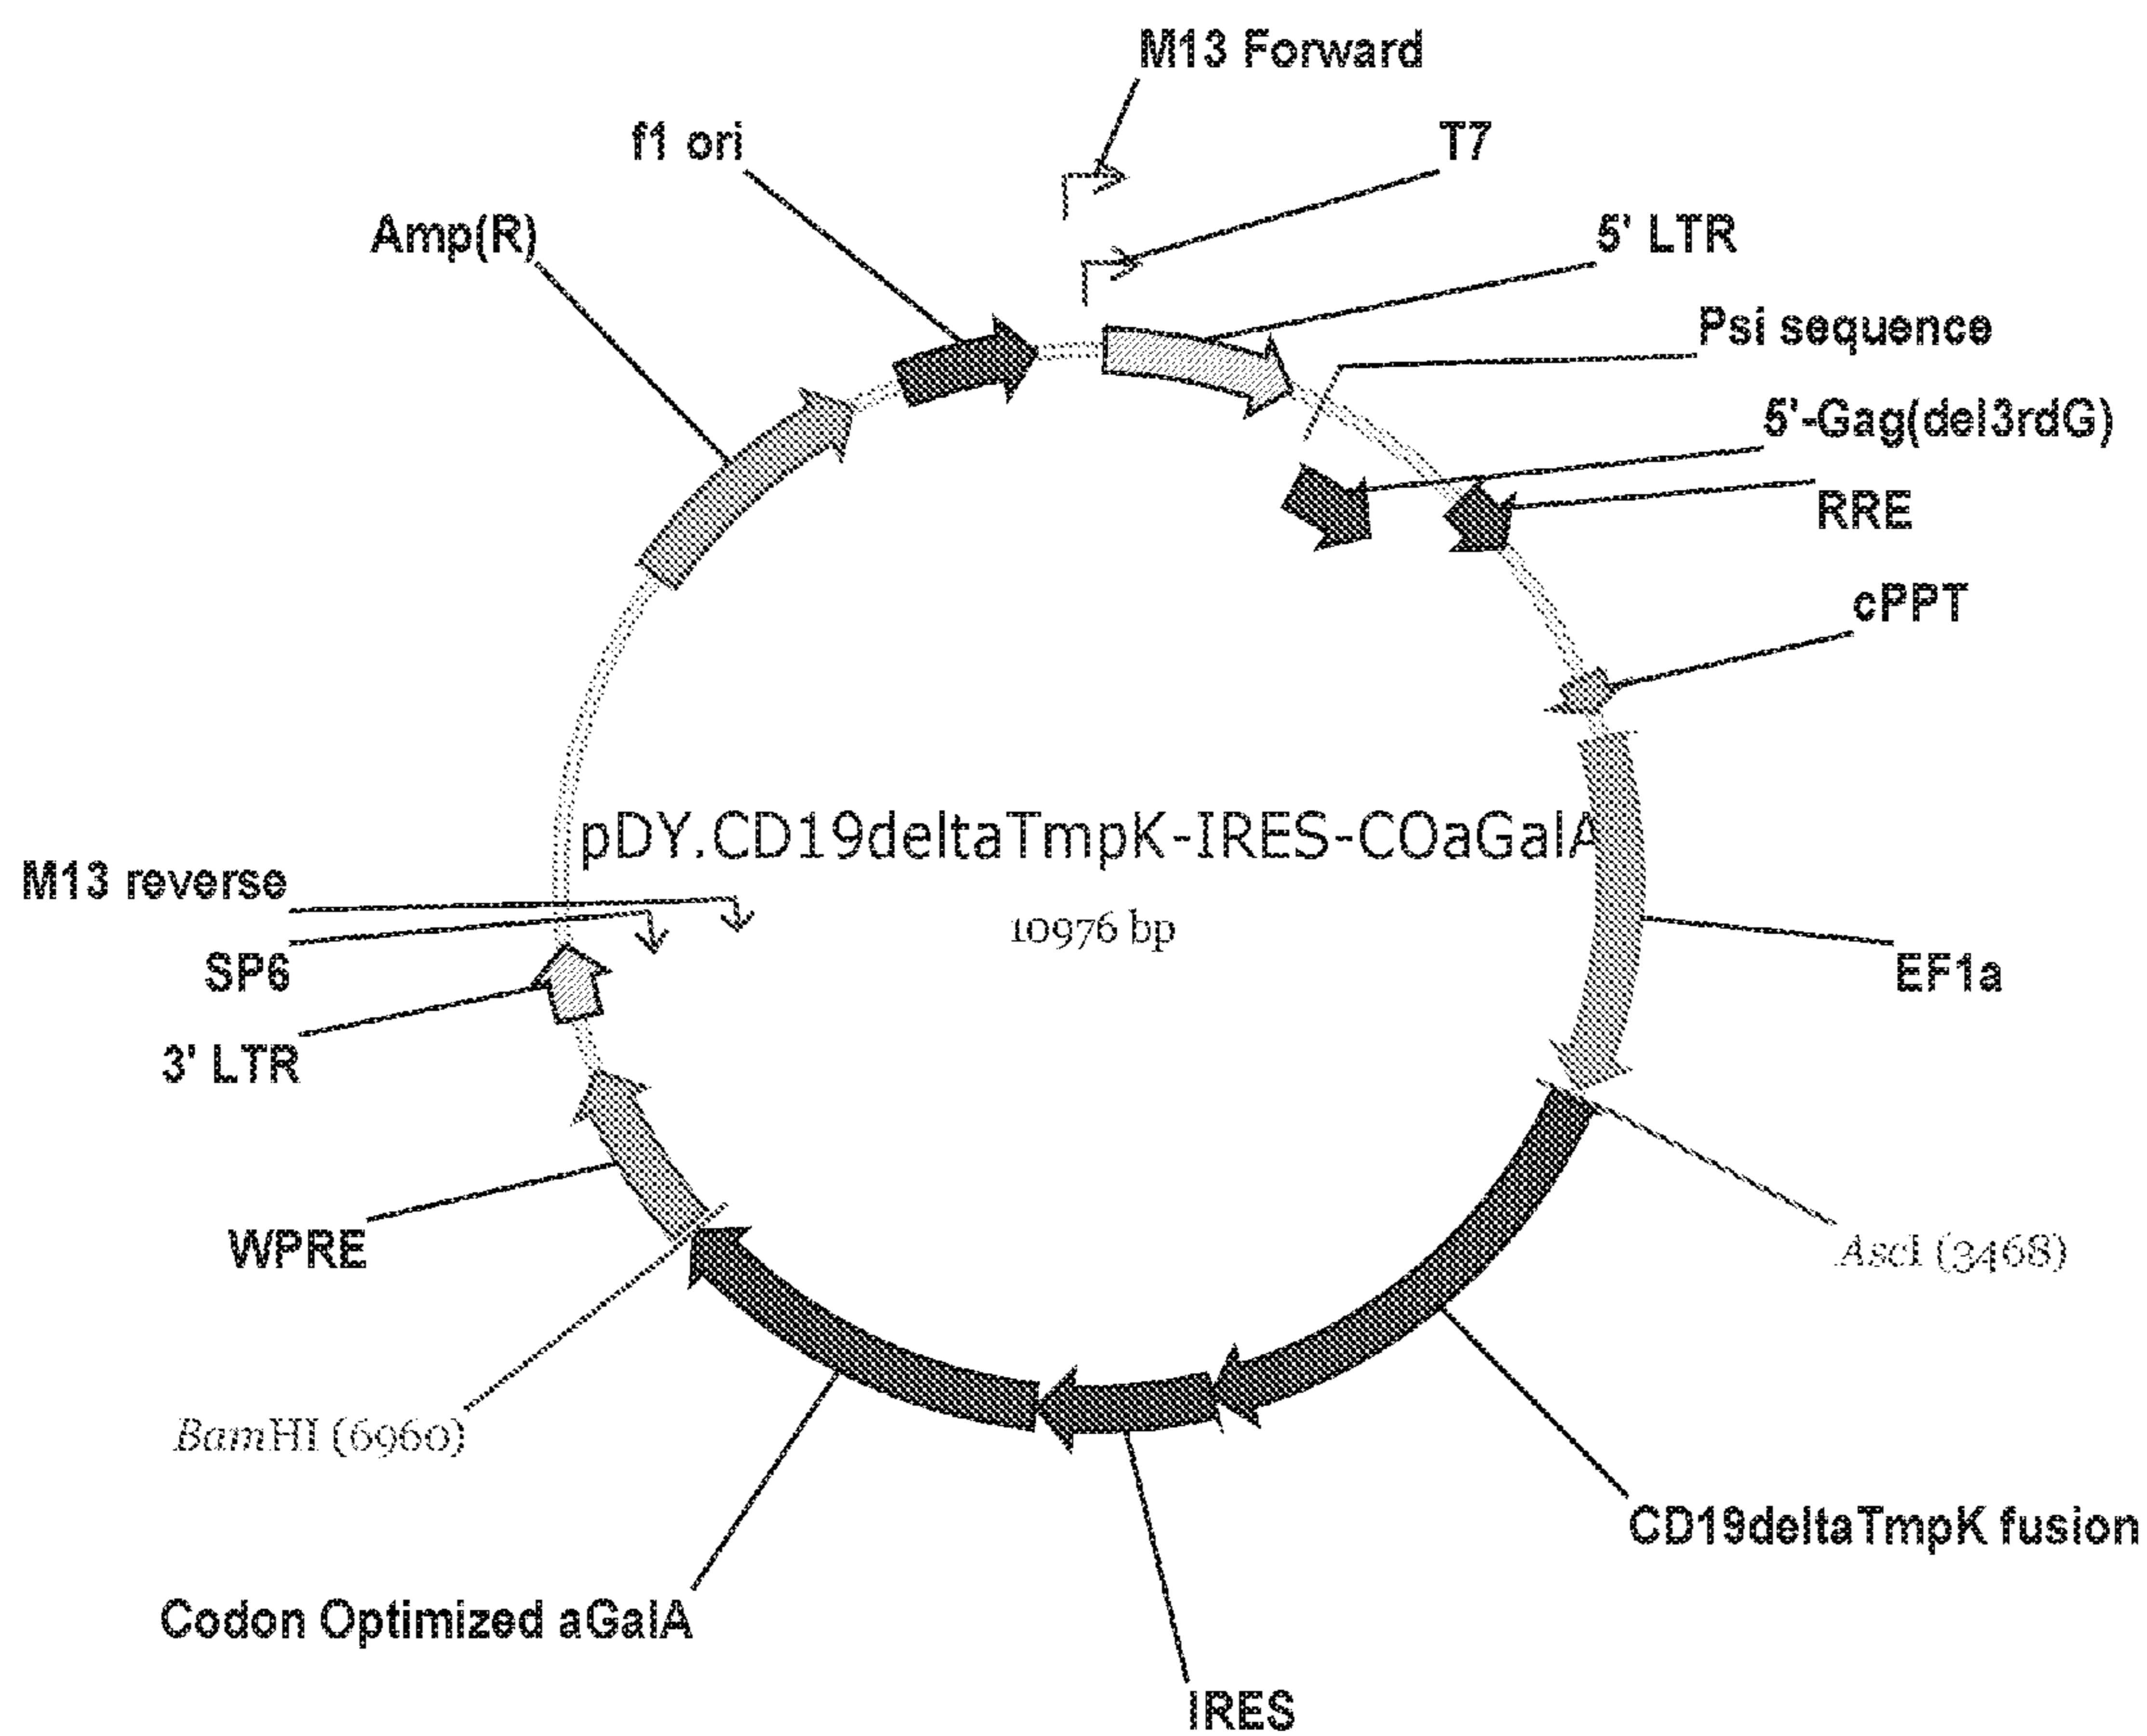 M13 Forward
f1 ori
T7
Amp(R)
5' LTR
Psi sequence
5'-Gag(del3rdG)
RRE
cPPT
pDY.CD19deltaTmpK-IRES-COaGalA
M13 reverse
10976 bp
SP6
EF1a
3' LTR
WPRE
AscI (3468)
BamHI (6960)
CD19deltaTmpK fusion
Codon Optimized aGalA
IRES